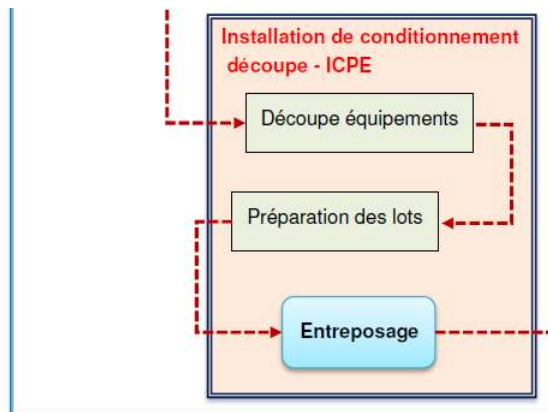 Installation de conditionnement
découpe - ICPE
Découpe équipements
Préparation des lots
Entreposage